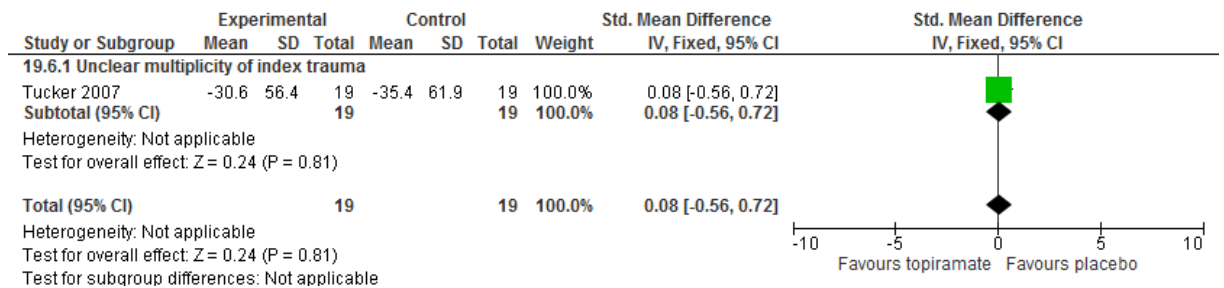 Experimental Control Std. Mean Difference Std. Mean Difference
Study or Subgroup Mean SD Total Mean SD Total Weight IV, Fixed, 95% CI IV, Fixed, 95% CI
19.6.1 Unclear multiplicity of index trauma
Tucker 2007 -30.6 56.4 19 -35.4 61.9 19 100.0% 0.08 [-0.56, 0.72]
Subtotal (95% CI) 19 19 100.0% 0.08 [-0.56, 0.72]
Heterogeneity: Not applicable
Test for overall effect: Z = 0.24 (P = 0.81)
Total (95% CI) 19 19 100.0% 0.08 [-0.56, 0.72]
Heterogeneity: Not applicable
Test for overall effect: Z = 0.24 (P = 0.81)
Test for subgroup differences: Not applicable
-10 -5 0 5 10
Favours topiramate Favours placebo